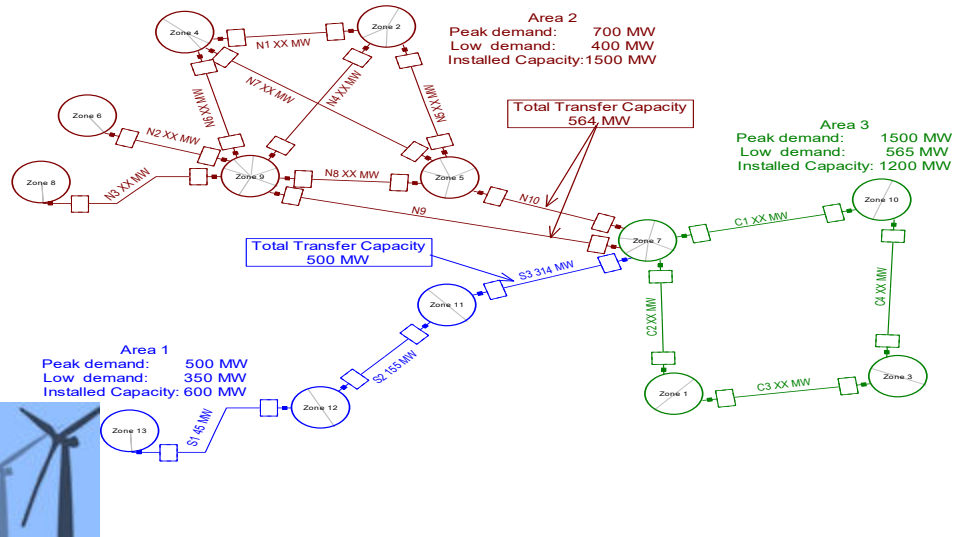 Zone 4
N1 XX MW
Zone 2
Area 2
Peak demand: 700 MW
Low demand: 400 MW
Installed Capacity:1500 MW
N7 XX MW
N4 XX MW
N5 XX MW
N6 XX MW
Zone 6
N2 XX MW
Zone 8
N3 XX MW
Zone 9
N8 XX MW
Zone 5
Total Transfer Capacity
564 MW
N10
N9
Area 3
Peak demand: 1500 MW
Low demand: 565 MW
Installed Capacity: 1200 MW
Zone 7
C1 XX MW
Zone 10
Total Transfer Capacity
500 MW
S3 314 MW
Zone 11
C2 XX MW
C4 XX MW
S2 155 MW
Zone 1
C3 XX MW
Zone 3
Area 1
Peak demand: 500 MW
Low demand: 350 MW
Installed Capacity: 600 MW
Zone 12
Zone 13
S1 45 MW